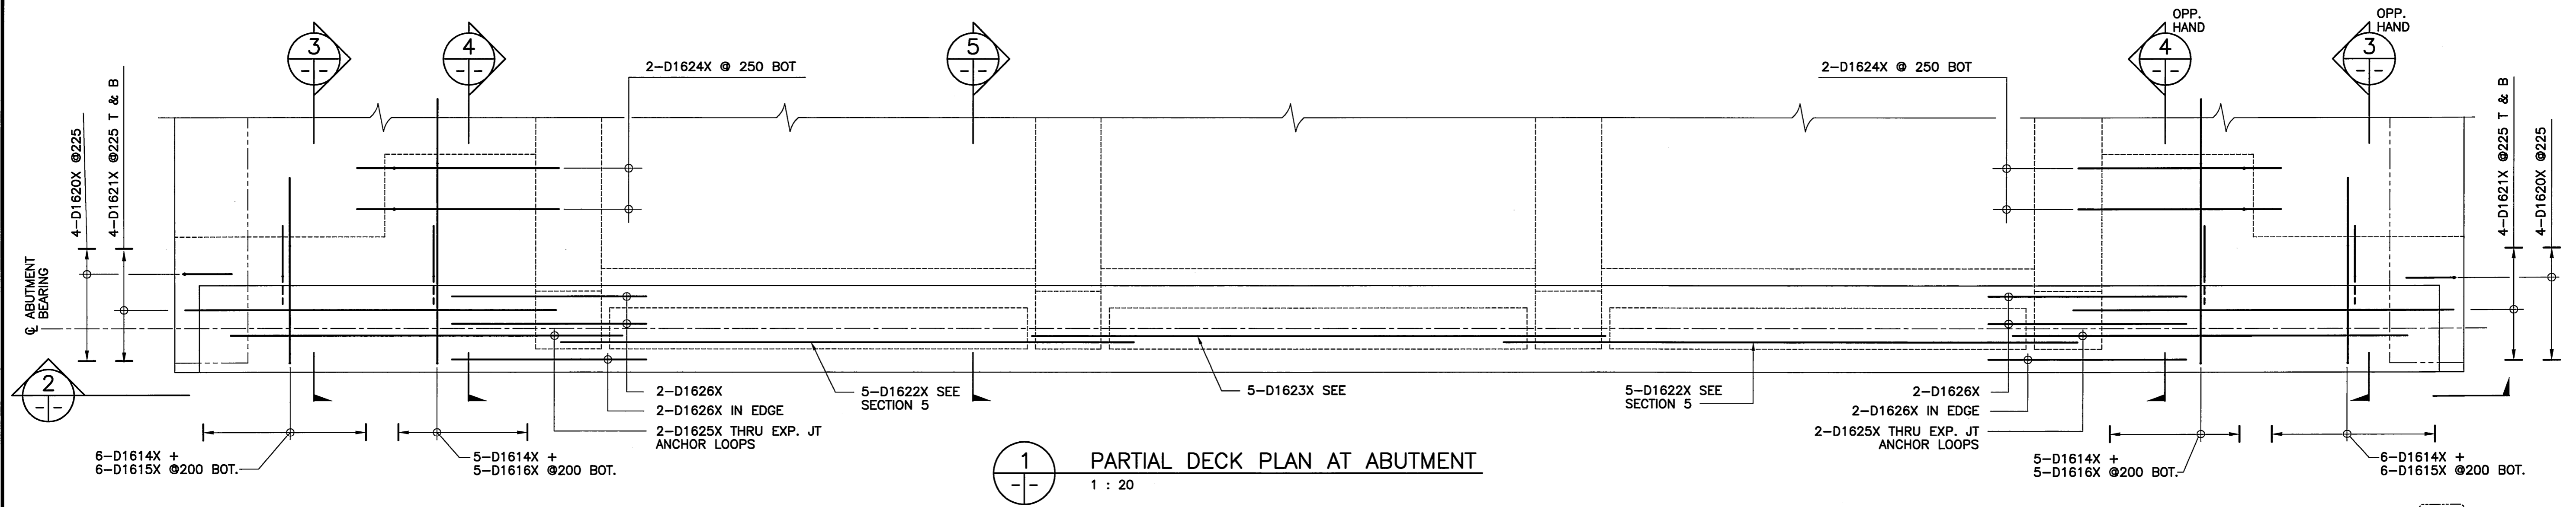 OPP.
HAND
OPP.
HAND
3
4
5
4
3
2-D1624X @ 250 BOT
2-D1624X @ 250 BOT
4-D1620X @225
4-D1621X @225 T & B
4-D1621X @225 T & B
4-D1620X @225
℄ ABUTMENT
BEARING
2
2-D1626X
2-D1626X IN EDGE
2-D1625X THRU EXP. JT
ANCHOR LOOPS
5-D1622X SEE
SECTION 5
5-D1623X SEE
5-D1622X SEE
SECTION 5
2-D1626X
2-D1626X IN EDGE
2-D1625X THRU EXP. JT
ANCHOR LOOPS
6-D1614X +
6-D1615X @200 BOT.
5-D1614X +
5-D1616X @200 BOT.
1
PARTIAL DECK PLAN AT ABUTMENT
1 : 20
5-D1614X +
5-D1616X @200 BOT.
6-D1614X +
6-D1615X @200 BOT.